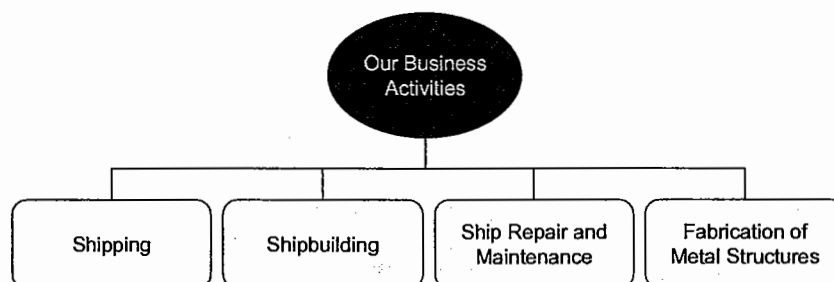 Our Business
Activities
Shipping
Shipbuilding
Ship Repair and
Maintenance
Fabrication of
Metal Structures